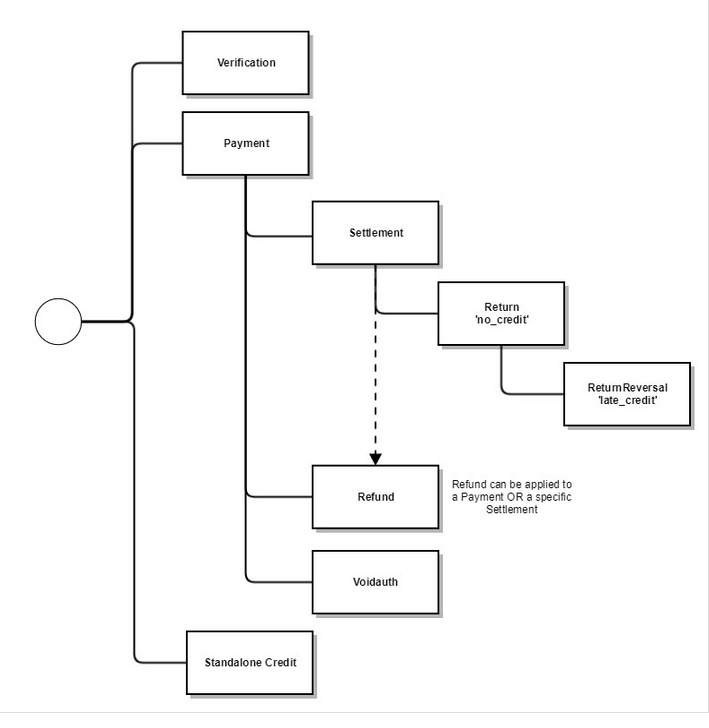 Verification
Payment
Settlement
Return
'no_credit'
ReturnReversal
'late_credit'
Refund
Refund can be applied to
a Payment OR a specific
Settlement
Voidauth
Standalone Credit